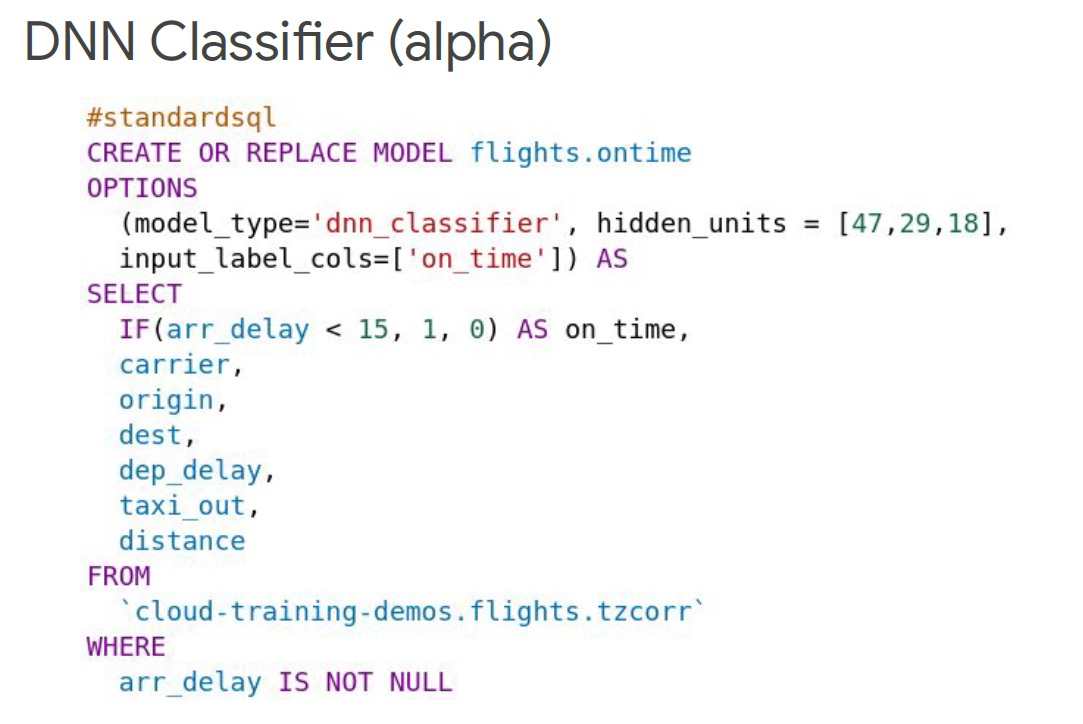 DNN Classifier (alpha)
#standardsql
CREATE OR REPLACE MODEL flights.ontime
OPTIONS
(model_type='dnn_classifier', hidden_units = [47,29,18],
input_label_cols=['on_time']) AS
SELECT
IF(arr_delay < 15, 1, 0) AS on_time,
carrier,
origin,
dest,
dep_delay,
taxi_out,
distance
FROM
`cloud-training-demos.flights.tzcorr`
WHERE
arr_delay IS NOT NULL